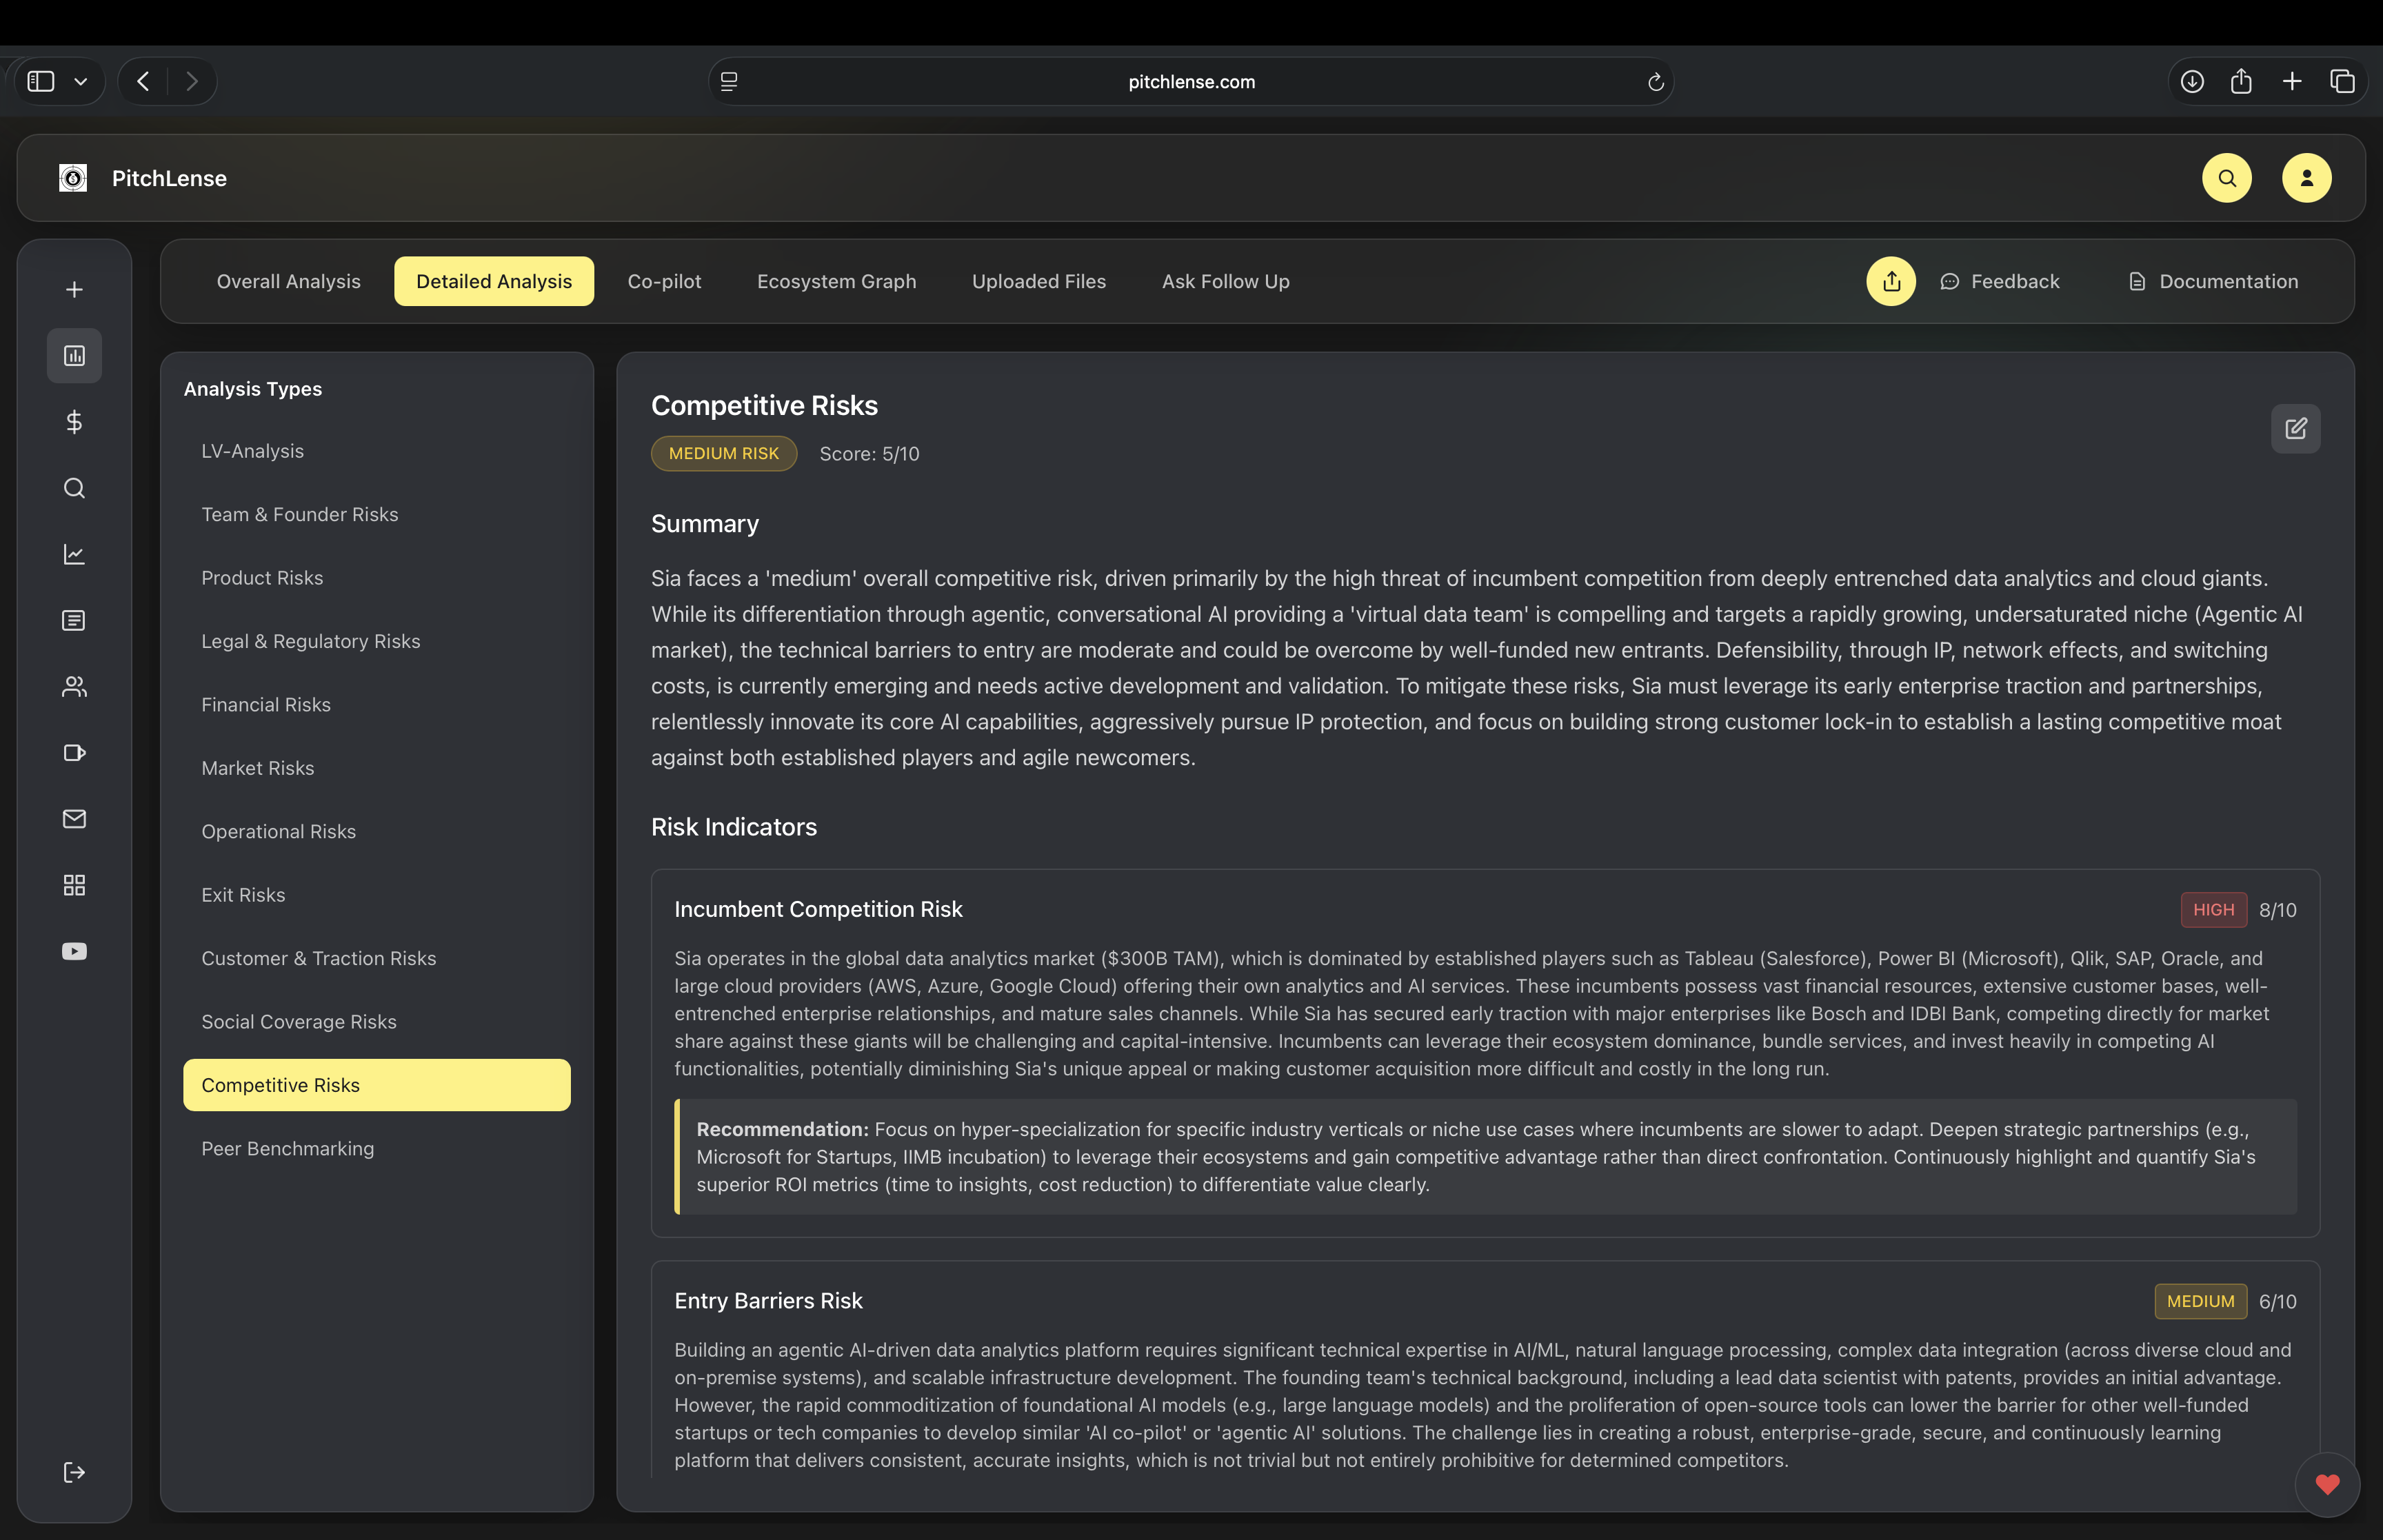 pitchlense.com
PitchLense
Overall Analysis
Detailed Analysis
Co-pilot
Ecosystem Graph
Uploaded Files
Ask Follow Up
Feedback
Documentation
Analysis Types
LV-Analysis
Team & Founder Risks
Product Risks
Legal & Regulatory Risks
Financial Risks
Market Risks
Operational Risks
Exit Risks
Customer & Traction Risks
Social Coverage Risks
Competitive Risks
Peer Benchmarking
Competitive Risks
MEDIUM RISK
Score: 5/10
Summary
Sia faces a 'medium' overall competitive risk, driven primarily by the high threat of incumbent competition from deeply entrenched data analytics and cloud giants.
While its differentiation through agentic, conversational AI providing a 'virtual data team' is compelling and targets a rapidly growing, undersaturated niche (Agentic AI
market), the technical barriers to entry are moderate and could be overcome by well-funded new entrants. Defensibility, through IP, network effects, and switching
costs, is currently emerging and needs active development and validation. To mitigate these risks, Sia must leverage its early enterprise traction and partnerships,
relentlessly innovate its core AI capabilities, aggressively pursue IP protection, and focus on building strong customer lock-in to establish a lasting competitive moat
against both established players and agile newcomers.
Risk Indicators
Incumbent Competition Risk
HIGH
8/10
Sia operates in the global data analytics market ($300B TAM), which is dominated by established players such as Tableau (Salesforce), Power BI (Microsoft), Qlik, SAP, Oracle, and
large cloud providers (AWS, Azure, Google Cloud) offering their own analytics and AI services. These incumbents possess vast financial resources, extensive customer bases, well-
entrenched enterprise relationships, and mature sales channels. While Sia has secured early traction with major enterprises like Bosch and IDBI Bank, competing directly for market
share against these giants will be challenging and capital-intensive. Incumbents can leverage their ecosystem dominance, bundle services, and invest heavily in competing AI
functionalities, potentially diminishing Sia's unique appeal or making customer acquisition more difficult and costly in the long run.
Recommendation: Focus on hyper-specialization for specific industry verticals or niche use cases where incumbents are slower to adapt. Deepen strategic partnerships (e.g.,
Microsoft for Startups, IIMB incubation) to leverage their ecosystems and gain competitive advantage rather than direct confrontation. Continuously highlight and quantify Sia's
superior ROI metrics (time to insights, cost reduction) to differentiate value clearly.
Entry Barriers Risk
MEDIUM
6/10
Building an agentic AI-driven data analytics platform requires significant technical expertise in AI/ML, natural language processing, complex data integration (across diverse cloud and
on-premise systems), and scalable infrastructure development. The founding team's technical background, including a lead data scientist with patents, provides an initial advantage.
However, the rapid commoditization of foundational AI models (e.g., large language models) and the proliferation of open-source tools can lower the barrier for other well-funded
startups or tech companies to develop similar 'AI co-pilot' or 'agentic AI' solutions. The challenge lies in creating a robust, enterprise-grade, secure, and continuously learning
platform that delivers consistent, accurate insights, which is not trivial but not entirely prohibitive for determined competitors.